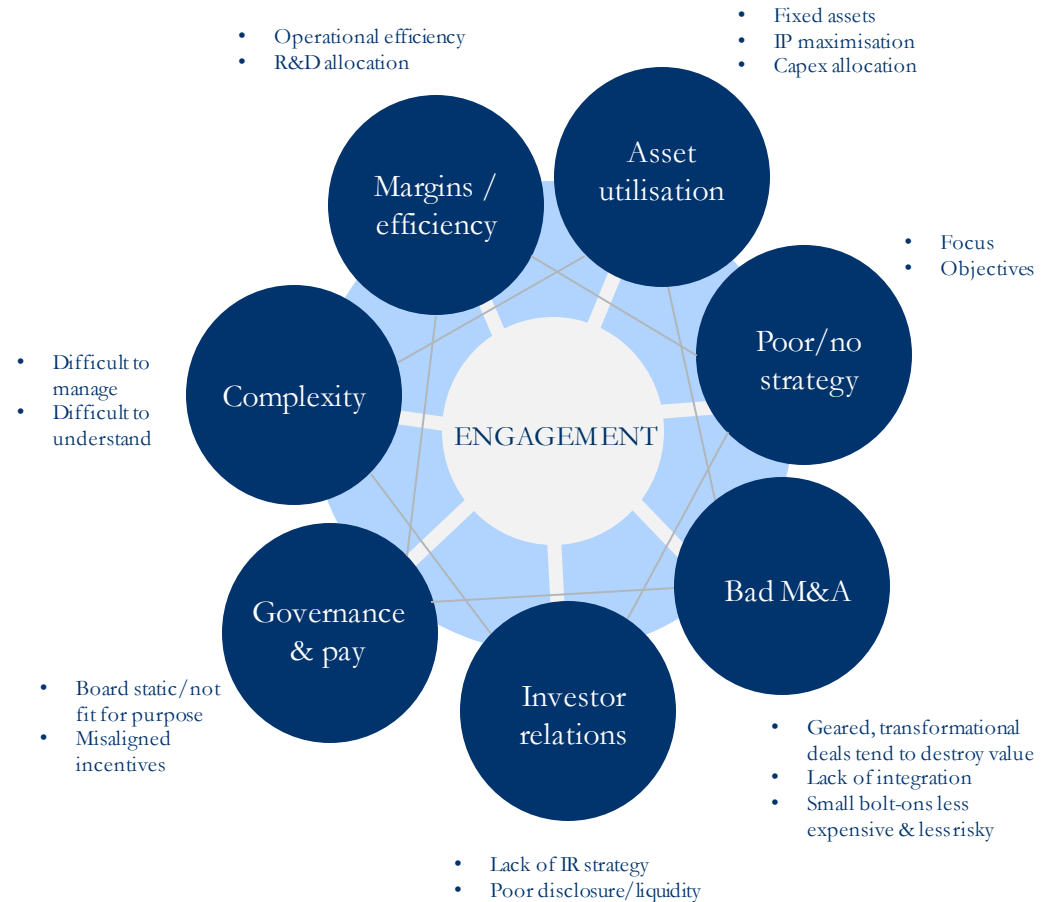 • Operational efficiency
• R&D allocation
• Fixed assets
• IP maximisation
• Capex allocation
Margins /
efficiency
Asset
utilisation
• Focus
• Objectives
Poor/no
strategy
• Difficult to
manage
• Difficult to
understand
Complexity
ENGAGEMENT
Bad M&A
Governance
& pay
Investor
relations
• Board static/not
fit for purpose
• Misaligned
incentives
• Geared, transformational
deals tend to destroy value
• Lack of integration
• Small bolt-ons less
expensive & less risky
• Lack of IR strategy
• Poor disclosure/liquidity